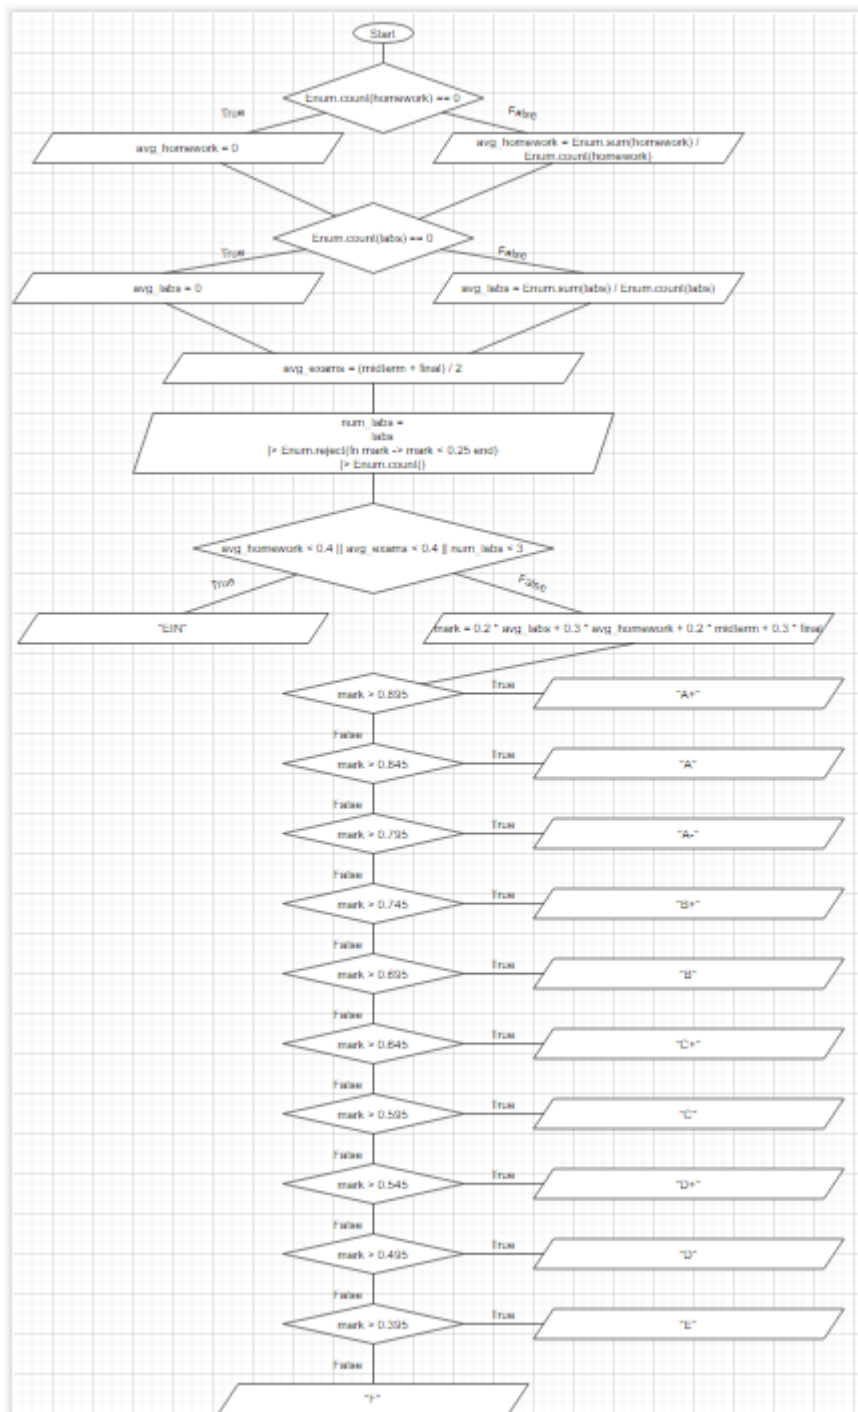 Start
Enum.count(homework) == 0
True
False
avg_homework = 0
avg_homework = Enum.sum(homework) /
Enum.count(homework)
Enum.count(labs) == 0
True
False
avg_labs = 0
avg_labs = Enum.sum(labs) / Enum.count(labs)
avg_exams = (midterm + final) / 2
num_labs =
labs
|> Enum.reject(fn mark -> mark < 0.25 end)
|> Enum.count()
avg_homework < 0.4 || avg_exams < 0.4 || num_labs < 3
True
False
"EIN"
mark = 0.2 * avg_labs + 0.3 * avg_homework + 0.2 * midterm + 0.3 * final
mark > 0.895
True
"A+"
False
mark > 0.845
True
"A"
False
mark > 0.795
True
"A-"
False
mark > 0.745
True
"B+"
False
mark > 0.695
True
"B"
False
mark > 0.645
True
"C+"
False
mark > 0.595
True
"C"
False
mark > 0.545
True
"D+"
False
mark > 0.495
True
"D"
False
mark > 0.395
True
"E"
False
"F"